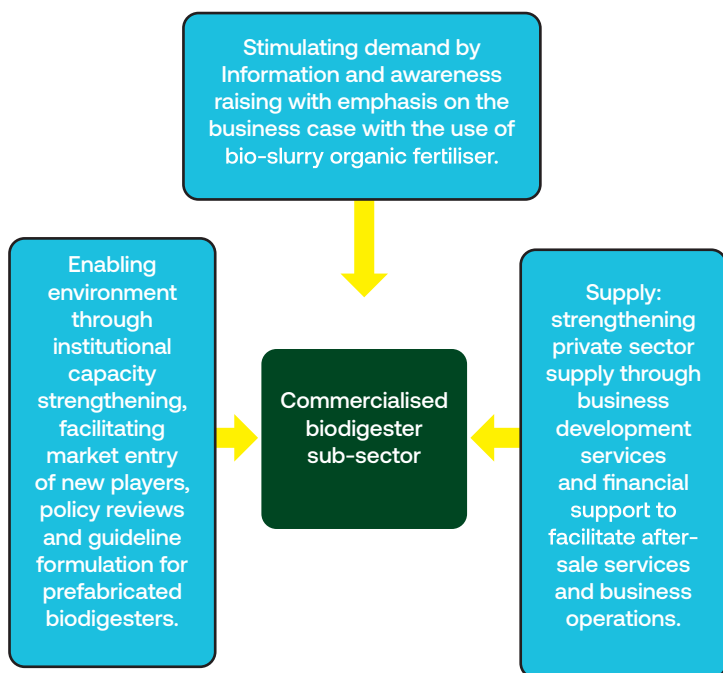 Stimulating demand by
Information and awareness
raising with emphasis on the
business case with the use of
bio-slurry organic fertiliser.
Enabling
environment
through
institutional
capacity
strengthening,
facilitating
market entry
of new players,
policy reviews
and guideline
formulation for
prefabricated
biodigesters.
Commercialised
biodigester
sub-sector
Supply:
strengthening
private sector
supply through
business
development
services
and financial
support to
facilitate after-
sale services
and business
operations.